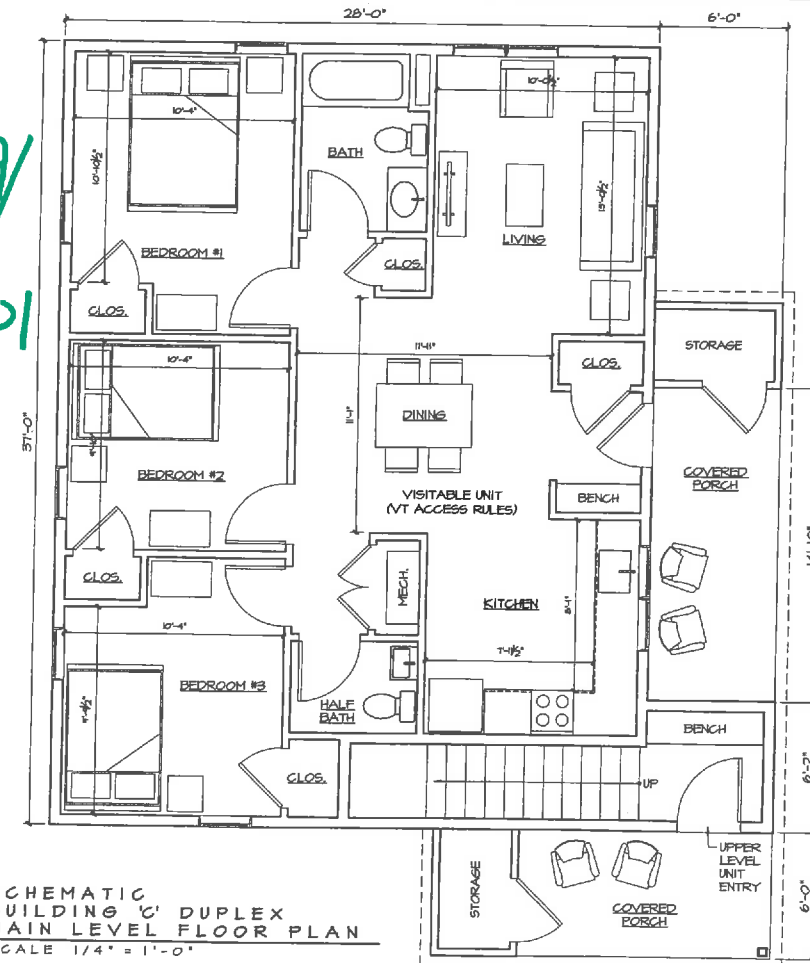 28'-0"
6'-0"
10'-4"
10'-0½"
10'-10½"
BATH
15'-0½"
LIVING
BEDROOM #1
CLOS.
CLOS.
STORAGE
10'-4"
11'-11"
CLOS.
37'-0"
11'-1"
DINING
BEDROOM #2
COVERED
PORCH
VISITABLE UNIT
(VT ACCESS RULES)
BENCH
CLOS.
MECH.
KITCHEN
8'-1"
10'-4"
7'-11½"
BEDROOM #3
HALF
BATH
BENCH
CLOS.
UP
6'-2"
UPPER
LEVEL
UNIT
ENTRY
STORAGE
COVERED
PORCH
6'-0"
CHEMATIC
UILDING 'C' DUPLEX
AIN LEVEL FLOOR PLAN
CALE 1/4" = 1'-0"